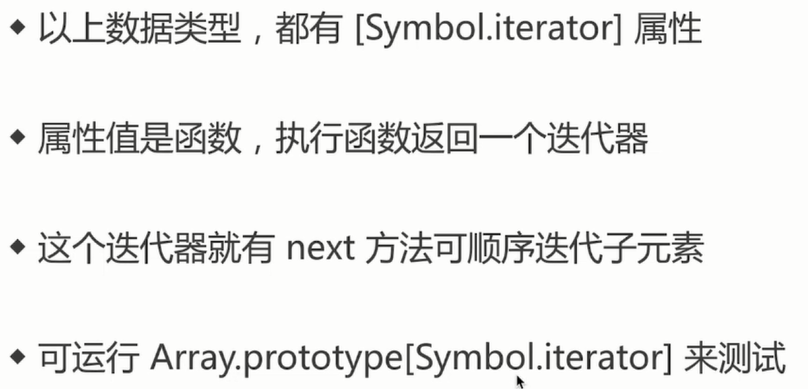 ◆ 以上数据类型，都有 [Symbol.iterator] 属性
◆ 属性值是函数，执行函数返回一个迭代器
◆ 这个迭代器就有 next 方法可顺序迭代子元素
◆ 可运行 Array.prototype[Symbol.iterator] 来测试